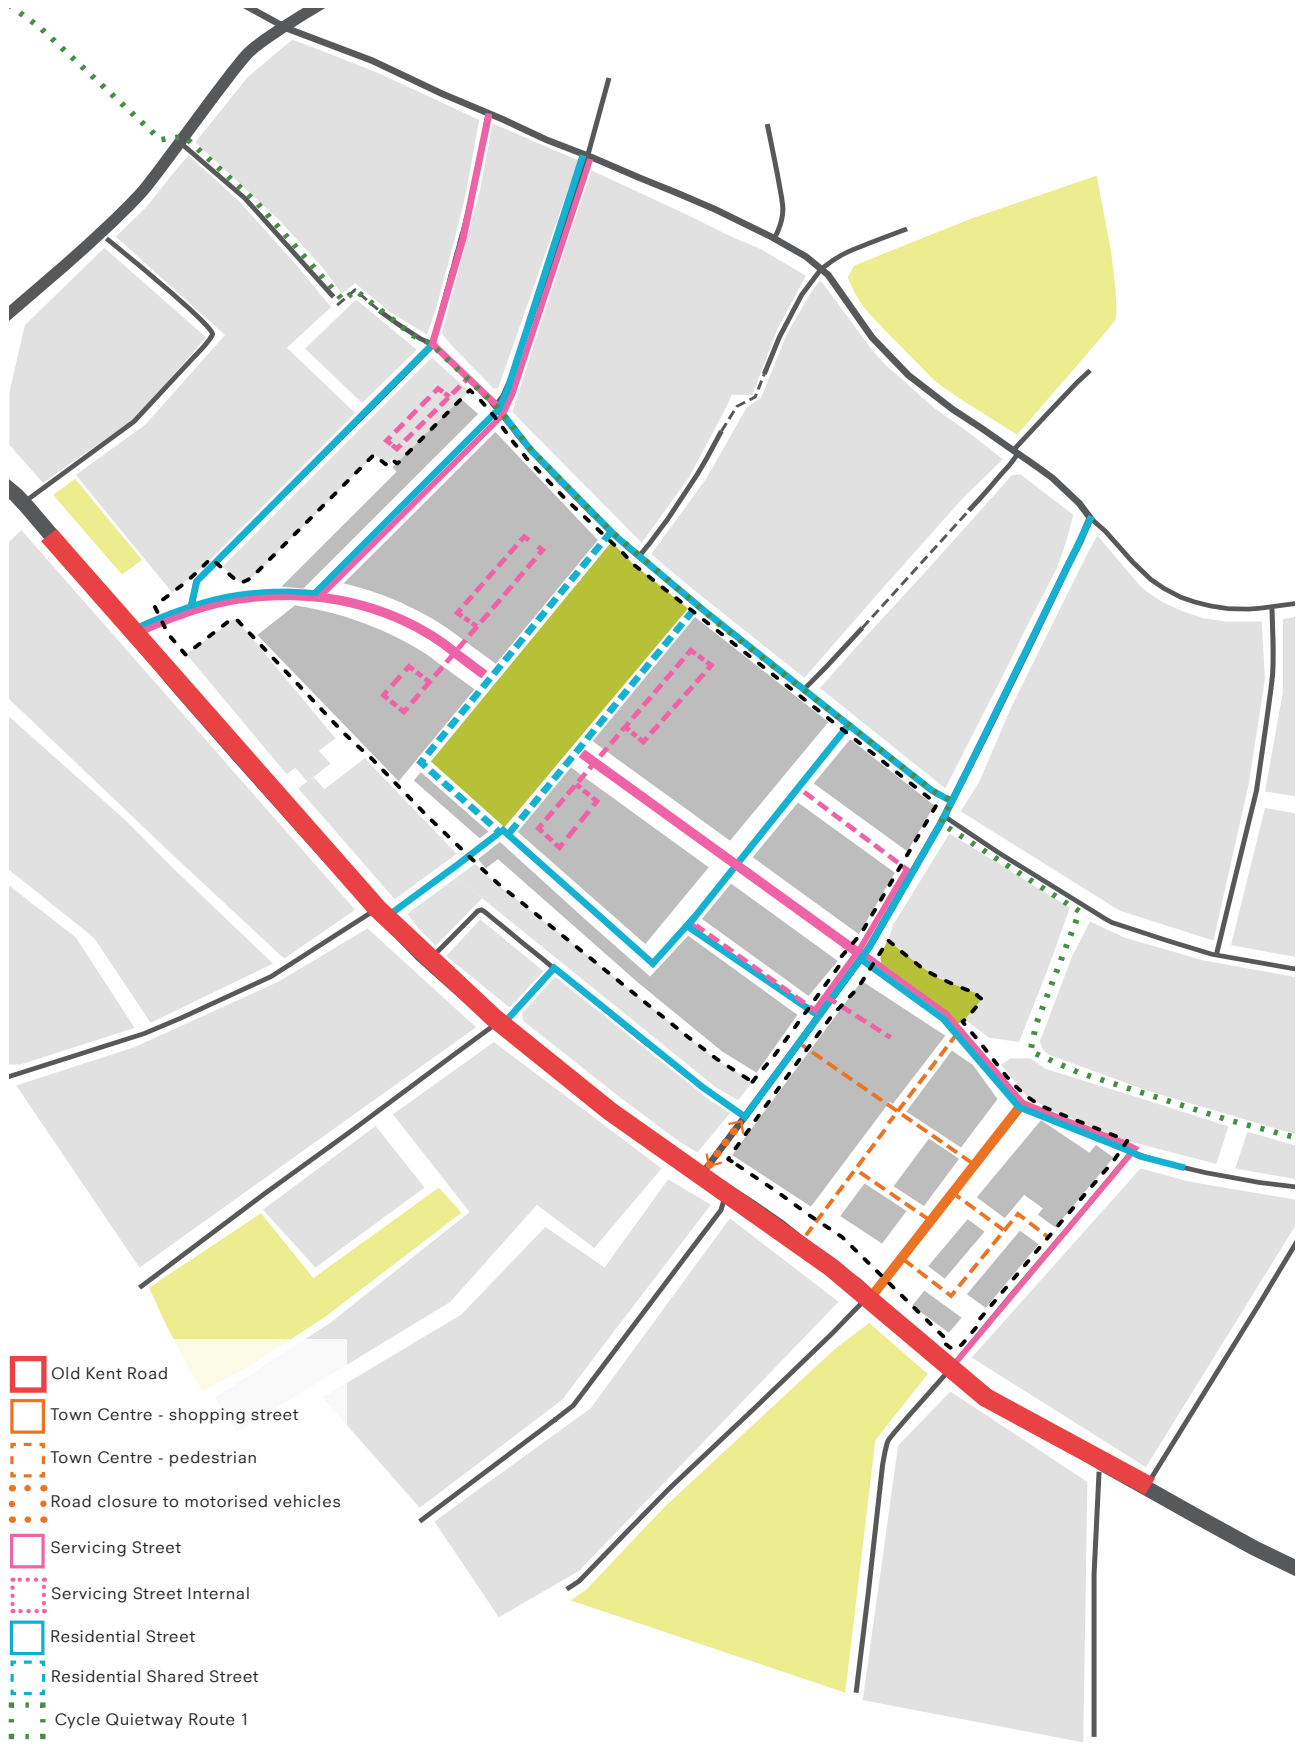 Old Kent Road
Town Centre - shopping street
Town Centre - pedestrian
Road closure to motorised vehicles
Servicing Street
Servicing Street Internal
Residential Street
Residential Shared Street
Cycle Quietway Route 1